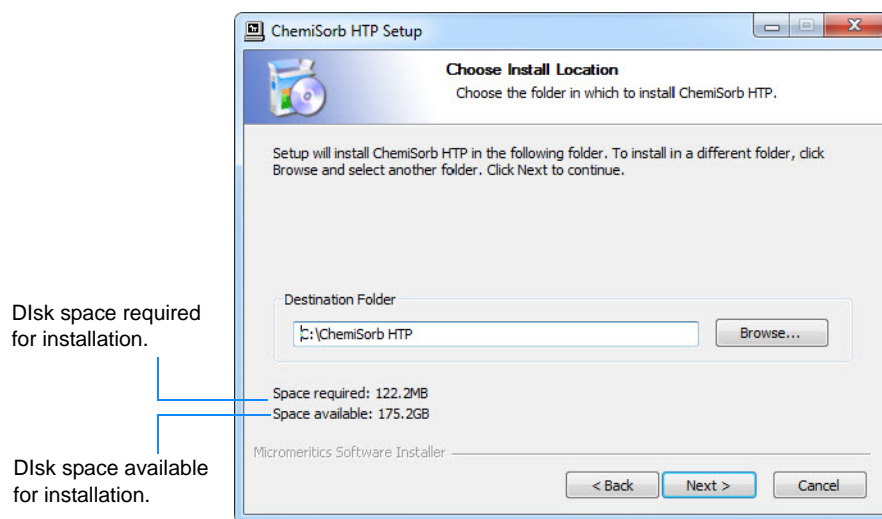 ChemiSorb HTP Setup
Choose Install Location
Choose the folder in which to install ChemiSorb HTP.
Setup will install ChemiSorb HTP in the following folder. To install in a different folder, click
Browse and select another folder. Click Next to continue.
Destination Folder
C:\ChemiSorb HTP
Browse...
DIsk space required
for installation.
Space required: 122.2MB
Space available: 175.2GB
Micromeritics Software Installer
DIsk space available
for installation.
< Back
Next >
Cancel